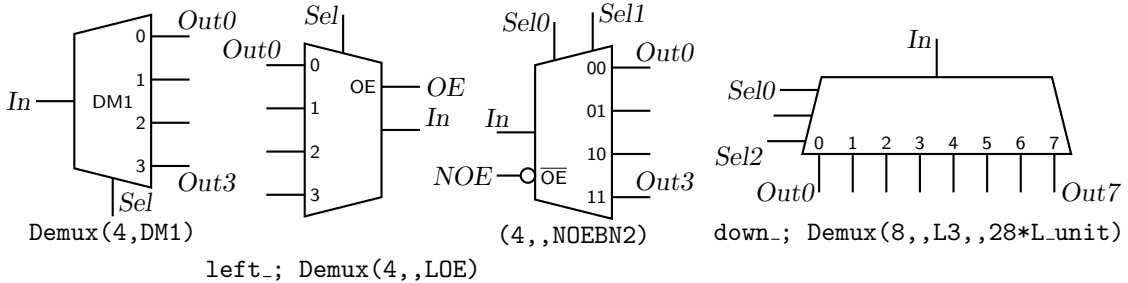 In
DM1
0
1
2
3
Out0
Out3
Sel
Demux(4,DM1)
Sel
Out0
0
1
2
3
OE
OE
In
left_; Demux(4,,LOE)
Sel0
Sel1
In
NOE
OE
00
01
10
11
Out0
Out3
(4,,NOEBN2)
In
Sel0
Sel2
0 1 2 3 4 5 6 7
Out0
Out7
down_; Demux(8,,L3,,28*L_unit)